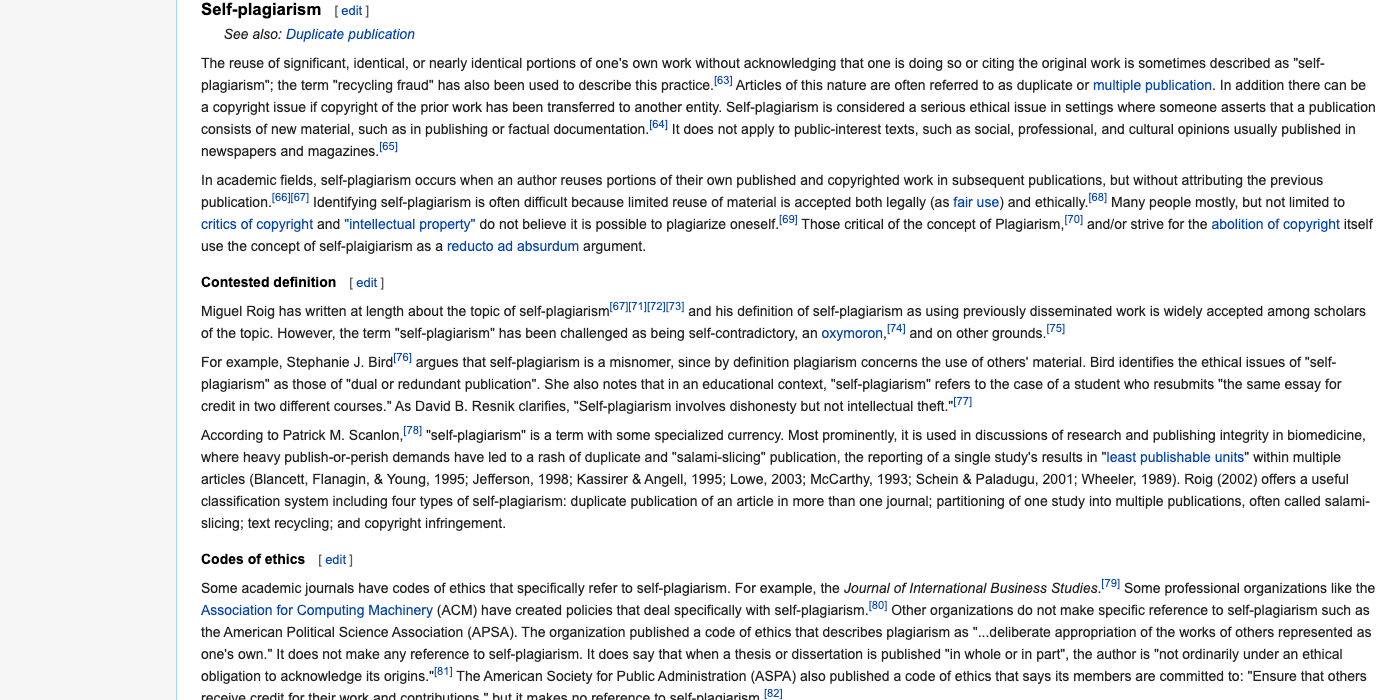 Self-plagiarism [ edit ]
See also: Duplicate publication
The reuse of significant, identical, or nearly identical portions of one's own work without acknowledging that one is doing so or citing the original work is sometimes described as "self-
plagiarism"; the term "recycling fraud" has also been used to describe this practice.[63] Articles of this nature are often referred to as duplicate or multiple publication. In addition there can be
a copyright issue if copyright of the prior work has been transferred to another entity. Self-plagiarism is considered a serious ethical issue in settings where someone asserts that a publication
consists of new material, such as in publishing or factual documentation.[64] It does not apply to public-interest texts, such as social, professional, and cultural opinions usually published in
newspapers and magazines.[65]
In academic fields, self-plagiarism occurs when an author reuses portions of their own published and copyrighted work in subsequent publications, but without attributing the previous
publication.[66][67] Identifying self-plagiarism is often difficult because limited reuse of material is accepted both legally (as fair use) and ethically.[68] Many people mostly, but not limited to
critics of copyright and "intellectual property" do not believe it is possible to plagiarize oneself.[69] Those critical of the concept of Plagiarism,[70] and/or strive for the abolition of copyright itself
use the concept of self-plaigiarism as a reducto ad absurdum argument.
Contested definition [ edit ]
Miguel Roig has written at length about the topic of self-plagiarism[67][71][72][73] and his definition of self-plagiarism as using previously disseminated work is widely accepted among scholars
of the topic. However, the term "self-plagiarism" has been challenged as being self-contradictory, an oxymoron,[74] and on other grounds.[75]
For example, Stephanie J. Bird[76] argues that self-plagiarism is a misnomer, since by definition plagiarism concerns the use of others' material. Bird identifies the ethical issues of "self-
plagiarism" as those of "dual or redundant publication". She also notes that in an educational context, "self-plagiarism" refers to the case of a student who resubmits "the same essay for
credit in two different courses." As David B. Resnik clarifies, "Self-plagiarism involves dishonesty but not intellectual theft."[77]
According to Patrick M. Scanlon,[78] "self-plagiarism" is a term with some specialized currency. Most prominently, it is used in discussions of research and publishing integrity in biomedicine,
where heavy publish-or-perish demands have led to a rash of duplicate and "salami-slicing" publication, the reporting of a single study's results in "least publishable units" within multiple
articles (Blancett, Flanagin, & Young, 1995; Jefferson, 1998; Kassirer & Angell, 1995; Lowe, 2003; McCarthy, 1993; Schein & Paladugu, 2001; Wheeler, 1989). Roig (2002) offers a useful
classification system including four types of self-plagiarism: duplicate publication of an article in more than one journal; partitioning of one study into multiple publications, often called salami-
slicing; text recycling; and copyright infringement.
Codes of ethics [ edit ]
Some academic journals have codes of ethics that specifically refer to self-plagiarism. For example, the Journal of International Business Studies.[79] Some professional organizations like the
Association for Computing Machinery (ACM) have created policies that deal specifically with self-plagiarism.[80] Other organizations do not make specific reference to self-plagiarism such as
the American Political Science Association (APSA). The organization published a code of ethics that describes plagiarism as "...deliberate appropriation of the works of others represented as
one's own." It does not make any reference to self-plagiarism. It does say that when a thesis or dissertation is published "in whole or in part", the author is "not ordinarily under an ethical
obligation to acknowledge its origins."[81] The American Society for Public Administration (ASPA) also published a code of ethics that says its members are committed to: "Ensure that others
receive credit for their work and contributions," but it makes no reference to self-plagiarism.[82]